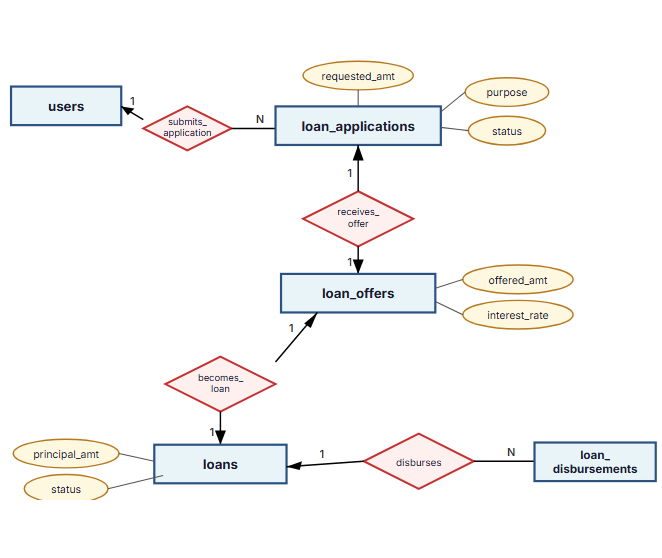 requested_amt
users
1
submits_
application
N
loan_applications
purpose
status
1
receives_
offer
1
loan_offers
offered_amt
interest_rate
1
becomes_
loan
1
principal_amt
loans
status
1
disburses
N
loan_
disbursements